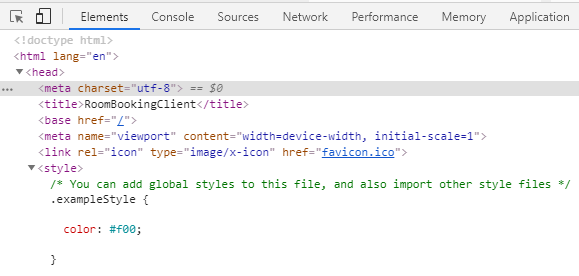 Elements Console Sources Network Performance Memory Application
<!doctype html>
<html lang="en">
<head>
... <meta charset="utf-8"> == $0
<title>RoomBookingClient</title>
<base href="/">
<meta name="viewport" content="width=device-width, initial-scale=1">
<link rel="icon" type="image/x-icon" href="favicon.ico">
<style>
/* You can add global styles to this file, and also import other style files */
.exampleStyle {
color: #f00;
}